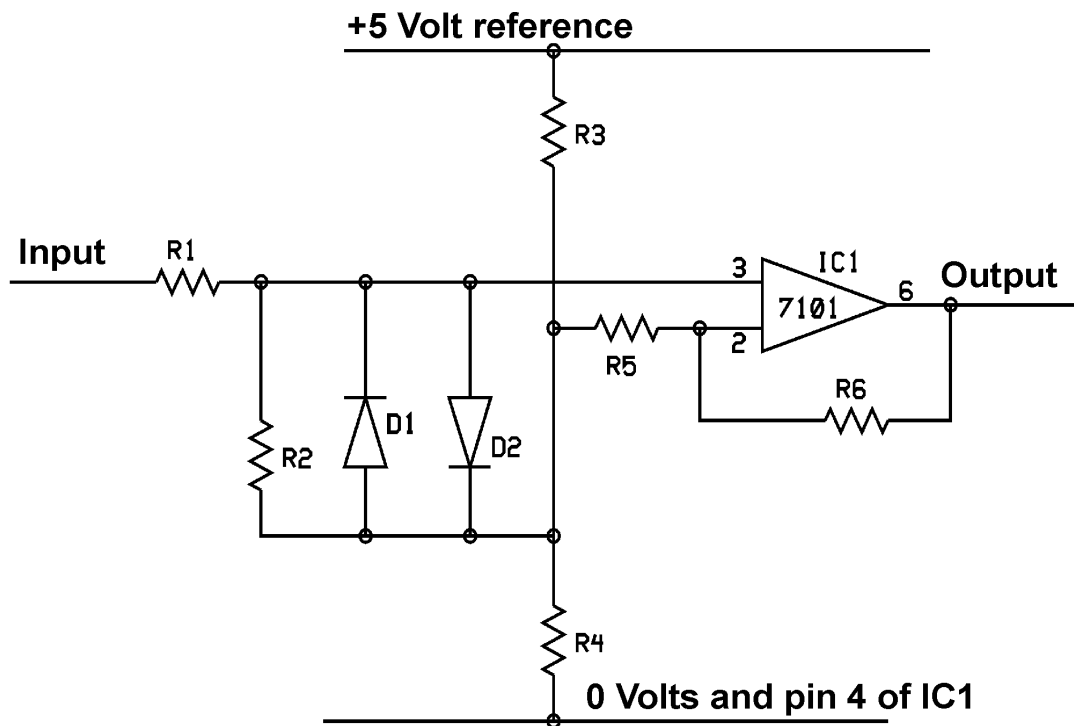 +5 Volt reference
R3
Input
R1
3
IC1
7101
6
Output
2
R5
R6
D1
D2
R2
R4
0 Volts and pin 4 of IC1